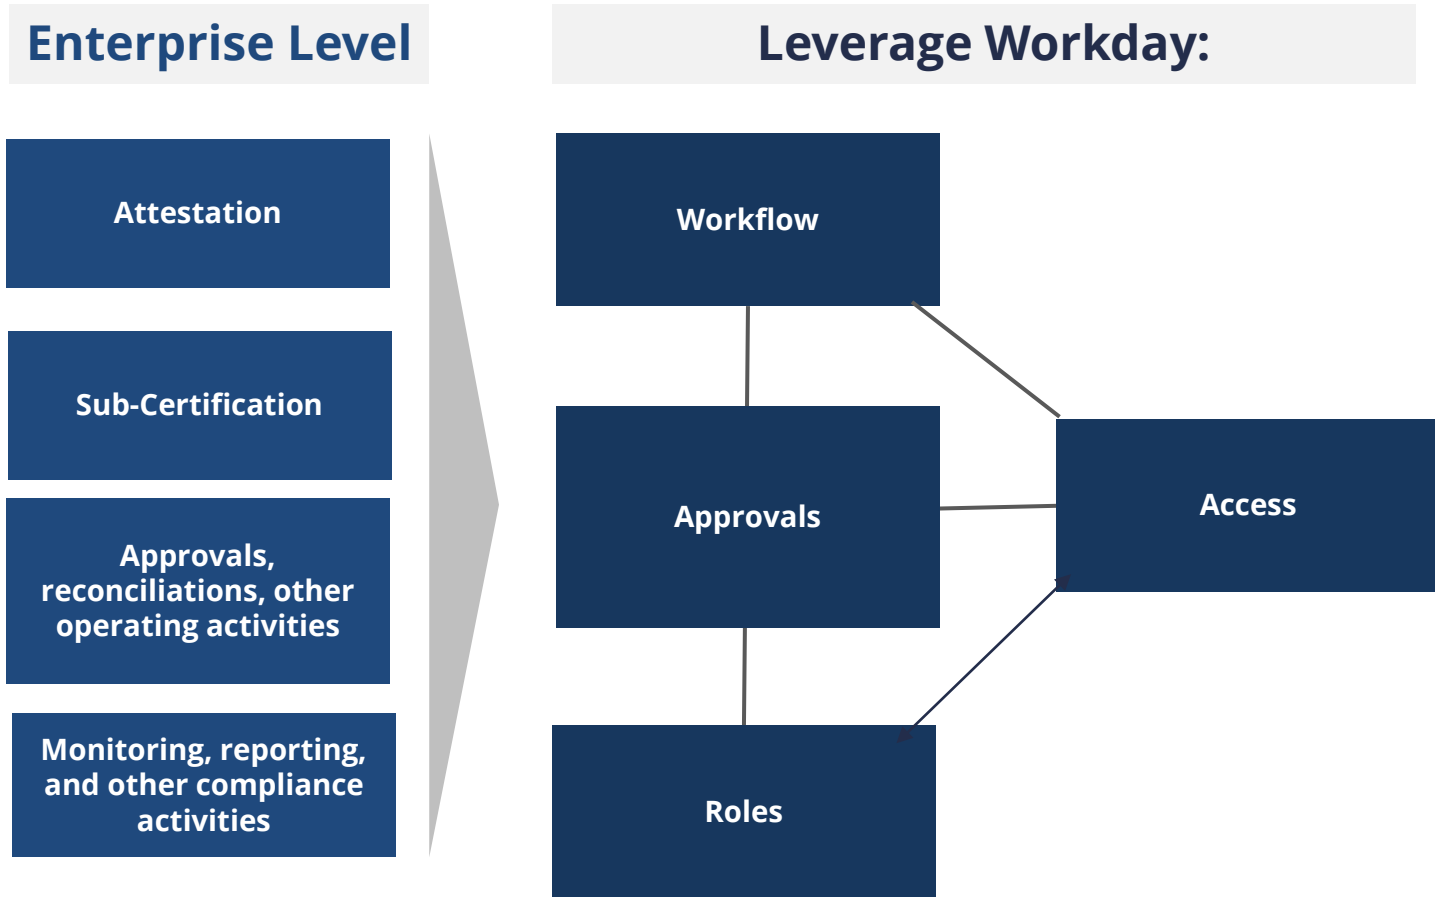 Enterprise Level
Leverage Workday:
Attestation
Sub-Certification
Approvals,
reconciliations, other
operating activities
Monitoring, reporting,
and other compliance
activities
Workflow
Approvals
Access
Roles